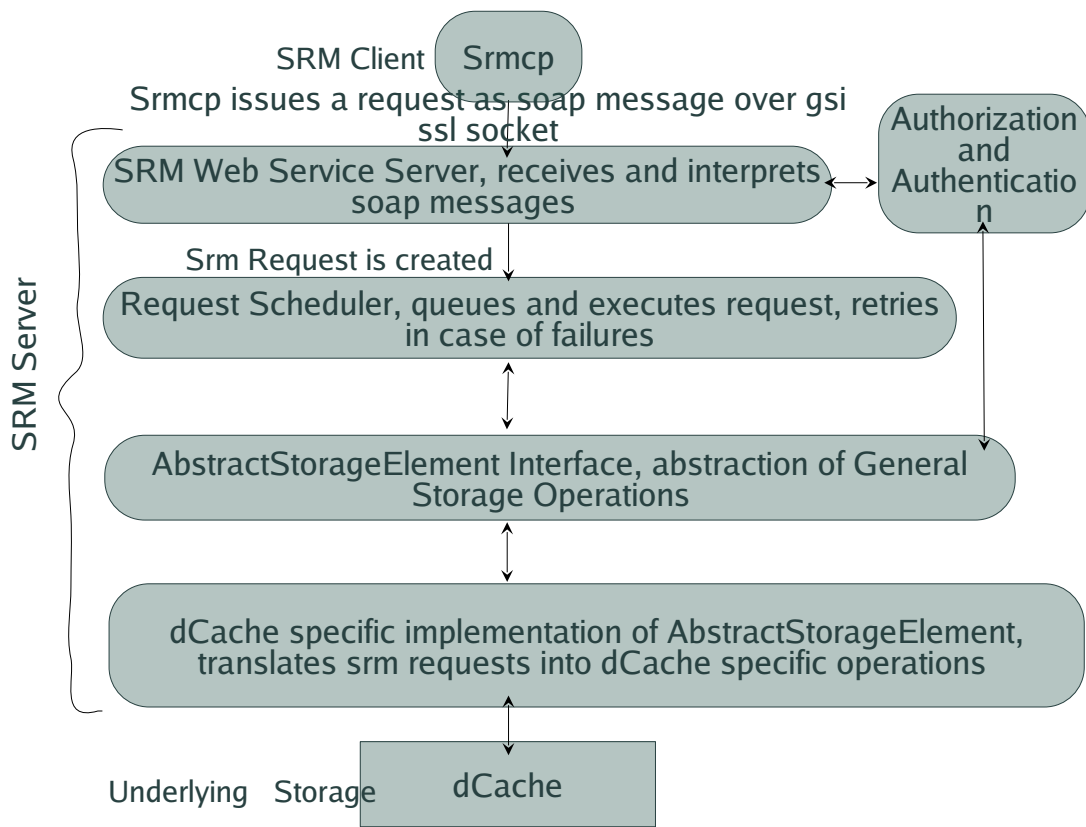 SRM Client
Srmcp
Srmcp issues a request as soap message over gsi
ssl socket
Authorization
and
Authenticatio
n
SRM Web Service Server, receives and interprets
soap messages
Srm Request is created
Request Scheduler, queues and executes request, retries
in case of failures
SRM Server
AbstractStorageElement Interface, abstraction of General
Storage Operations
dCache specific implementation of AbstractStorageElement,
translates srm requests into dCache specific operations
Underlying Storage
dCache